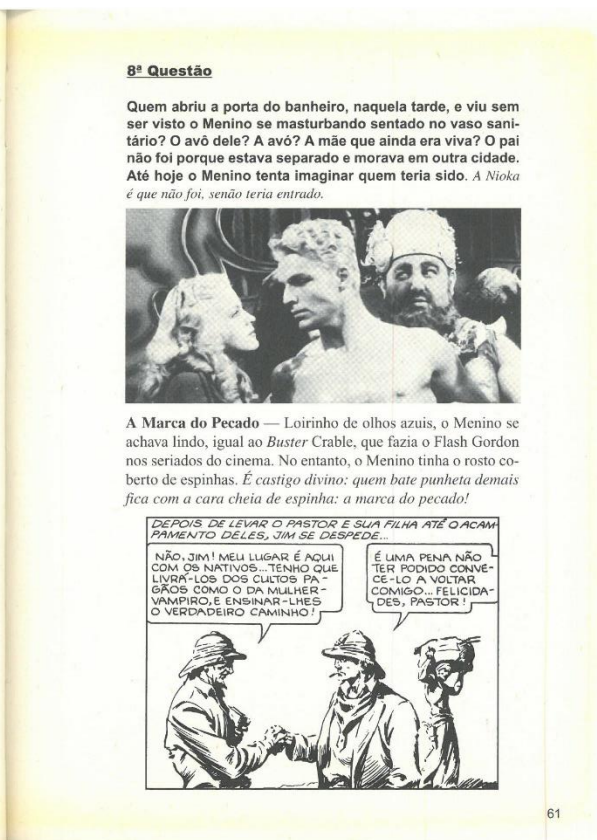 8ª Questão
Quem abriu a porta do banheiro, naquela tarde, e viu sem
ser visto o Menino se masturbando sentado no vaso sani-
tário? O avô dele? A avó? A mãe que ainda era viva? O pai
não foi porque estava separado e morava em outra cidade.
Até hoje o Menino tenta imaginar quem teria sido. A Nioka
é que não foi, senão teria entrado.
A Marca do Pecado — Loirinho de olhos azuis, o Menino se
achava lindo, igual ao Buster Crable, que fazia o Flash Gordon
nos seriados do cinema. No entanto, o Menino tinha o rosto co-
berto de espinhas. É castigo divino: quem bate punheta demais
fica com a cara cheia de espinha: a marca do pecado!
DEPOIS DE LEVAR O PASTOR E SUA FILHA ATÉ O ACAM-
PAMENTO DELES, JIM SE DESPEDE...
NÃO, JIM! MEU LUGAR É AQUI
COM OS NATIVOS... TENHO QUE
LIVRÁ-LOS DOS CULTOS PA-
GÃOS COMO O DA MULHER-
VAMPIRO, E ENSINAR-LHES
O VERDADEIRO CAMINHO!
É UMA PENA NÃO
TER PODIDO CONVE-
CE-LO A VOLTAR
COMIGO... FELICIDA-
DES, PASTOR!
61